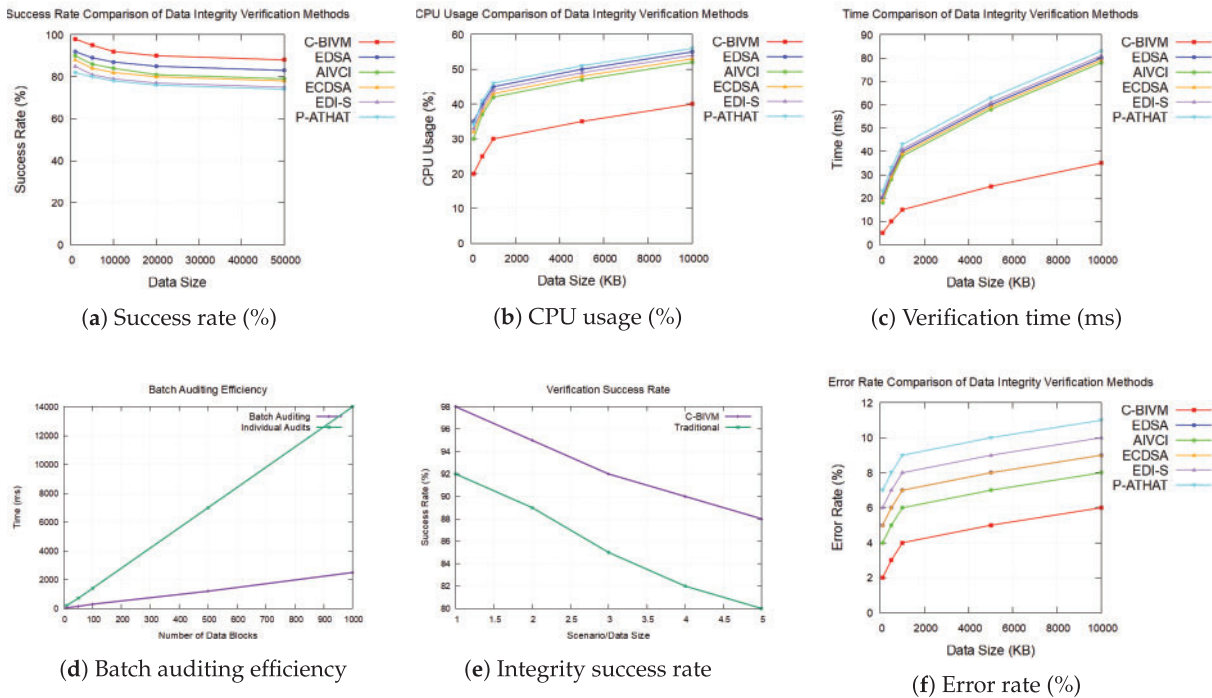 Success Rate Comparison of Data Integrity Verification Methods
100
80
60
40
20
0
Success Rate (%)
0
10000
20000
30000
40000
50000
Data Size
C-BIVM
EDSA
AIVCI
ECDSA
EDI-S
P-ATHAT
(a) Success rate (%)
CPU Usage Comparison of Data Integrity Verification Methods
60
50
40
30
20
10
0
CPU Usage (%)
0
2000
4000
6000
8000
10000
Data Size (KB)
C-BIVM
EDSA
AIVCI
ECDSA
EDI-S
P-ATHAT
(b) CPU usage (%)
Time Comparison of Data Integrity Verification Methods
90
80
70
60
50
40
30
20
10
0
Time (ms)
0
2000
4000
6000
8000
10000
Data Size (KB)
C-BIVM
EDSA
AIVCI
ECDSA
EDI-S
P-ATHAT
(c) Verification time (ms)
Batch Auditing Efficiency
14000
12000
10000
8000
6000
4000
2000
0
Time (ms)
Batch Auditing
Individual Audits
0
100
200
300
400
500
600
700
800
900
1000
Number of Data Blocks
(d) Batch auditing efficiency
Verification Success Rate
98
96
94
92
90
88
86
84
82
80
Success Rate (%)
C-BIVM
Traditional
1
1.5
2
2.5
3
3.5
4
4.5
5
Scenario/Data Size
(e) Integrity success rate
Error Rate Comparison of Data Integrity Verification Methods
12
10
8
6
4
2
0
Error Rate (%)
0
2000
4000
6000
8000
10000
Data Size (KB)
C-BIVM
EDSA
AIVCI
ECDSA
EDI-S
P-ATHAT
(f) Error rate (%)